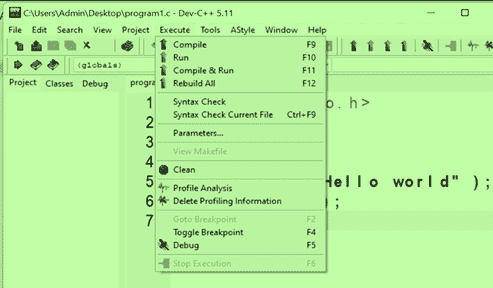 C:\Users\Admin\Desktop\program1.c - Dev-C++ 5.11
File Edit Search View Project Execute Tools AStyle Window Help
(globals)
Project Classes Debug
Compile F9
Run F10
Compile & Run F11
Rebuild All F12
Syntax Check
Syntax Check Current File Ctrl+F9
Parameters...
View Makefile
Clean
Profile Analysis
Delete Profiling Information
Goto Breakpoint F2
Toggle Breakpoint F4
Debug F5
Stop Execution F6
1 o.h>
2
3
4
5 Hello world" );
6 );
7